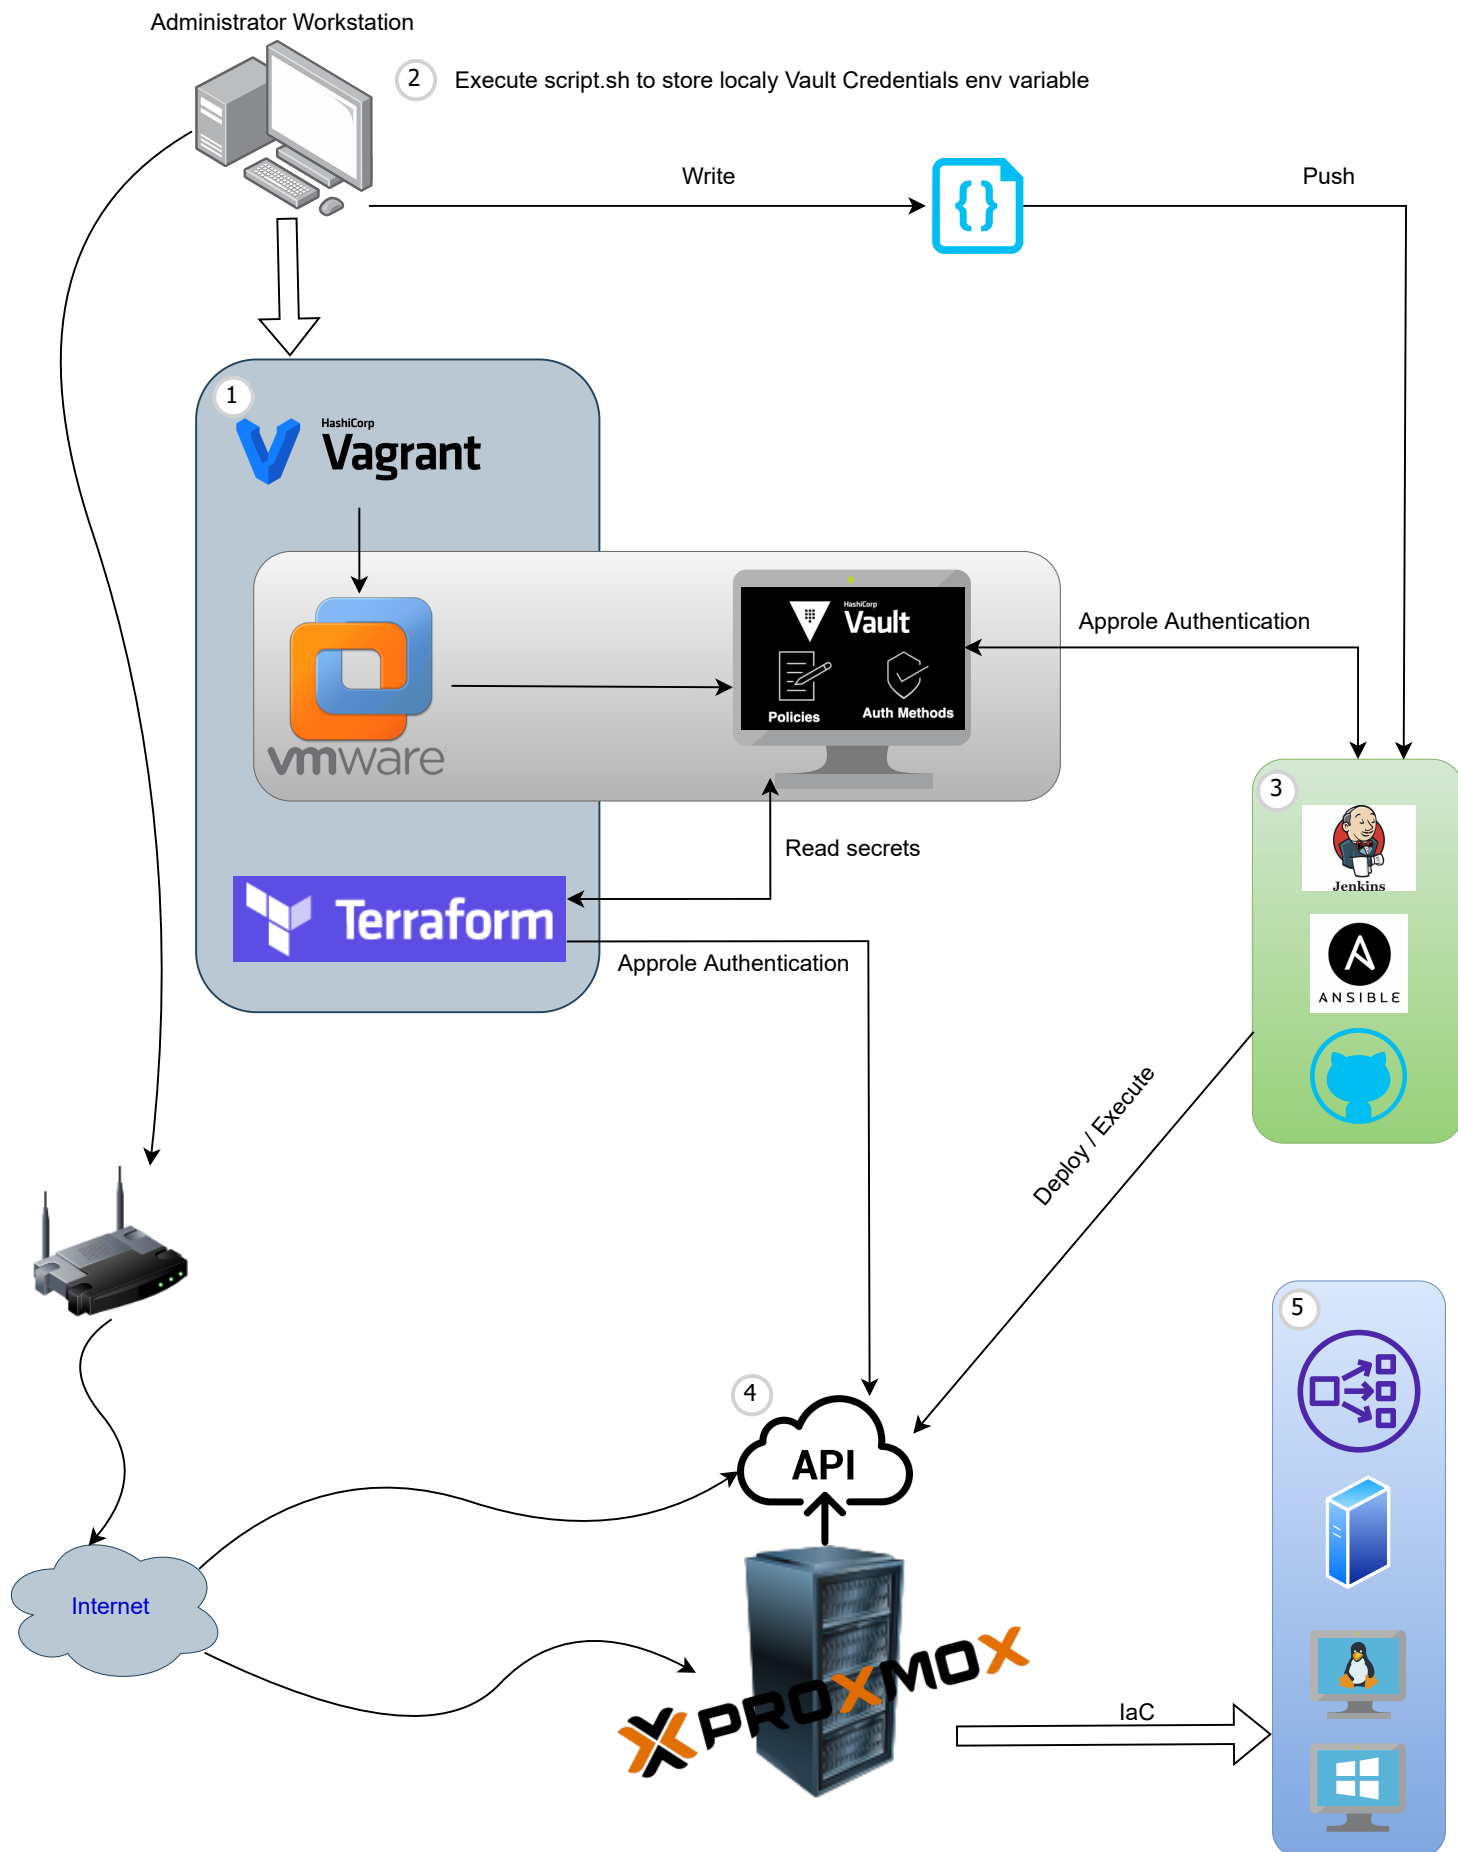 Administrator Workstation
2
Execute script.sh to store localy Vault Credentials env variable
Write
{}
Push
1
HashiCorp
Vagrant
HashiCorp
Vault
Policies
Auth Methods
vmware
Approle Authentication
3
Jenkins
Read secrets
Terraform
Approle Authentication
ANSIBLE
Deploy / Execute
5
4
API
Internet
PROXMOX
IaC